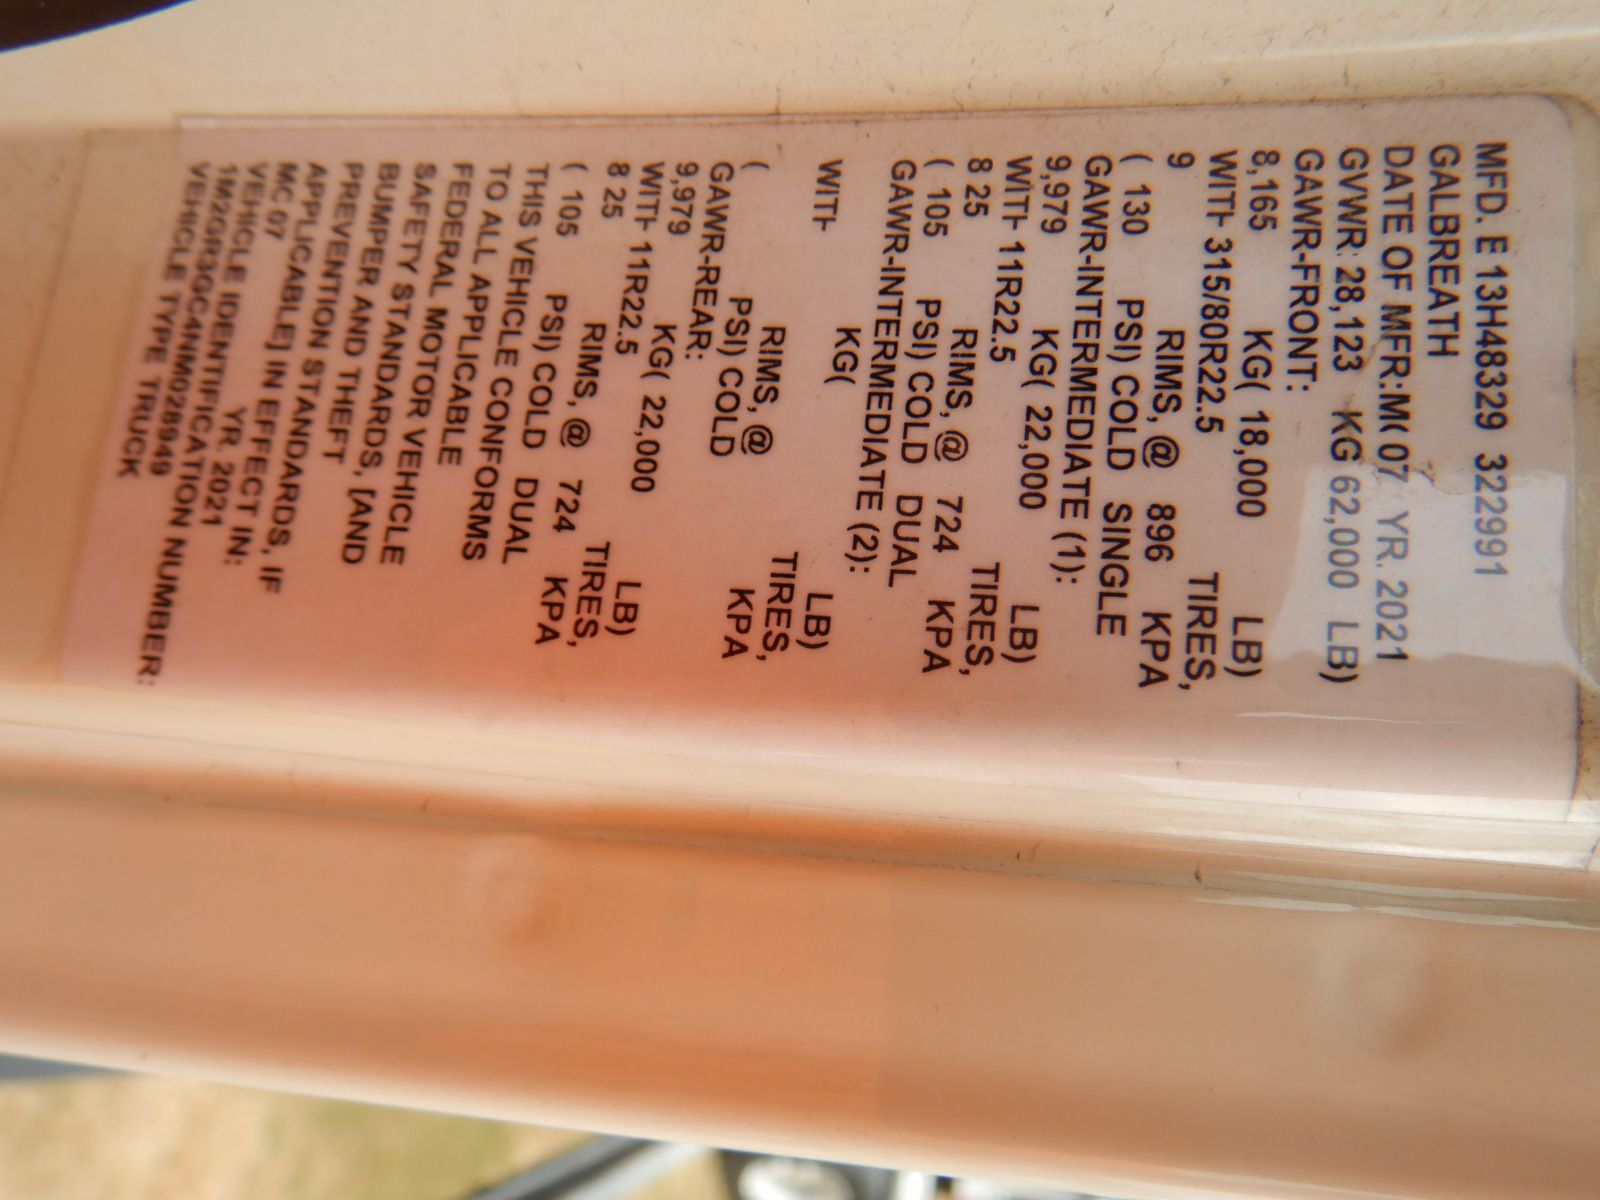 MFD. E 13H48329 3229911
GALBREATH
DATE OF MFR:M( 07 YR. 2021
GVWR: 28,123 KG 62,000 LB)
GAWR-FRONT:
8,165 KG( 18,000 LB)
WITH 315/80R22.5 TIRES,
9 RIMS, @ 896 KPA
( 130 PSI) COLD SINGLE
GAWR-INTERMEDIATE (1):
9,979 KG( 22,000 LB)
WITH 11R22.5 TIRES,
8 25 RIMS, @ 724 KPA
( 105 PSI) COLD DUAL
GAWR-INTERMEDIATE (2):
KG( LB)
WITH TIRES,
RIMS, @ KPA
( PSI) COLD
GAWR-REAR:
9,979 KG( 22,000 LB)
WITH 11R22.5 TIRES,
8 25 RIMS, @ 724 KPA
( 105 PSI) COLD DUAL
THIS VEHICLE CONFORMS
TO ALL APPLICABLE
FEDERAL MOTOR VEHICLE
SAFETY STANDARDS, [AND
BUMPER AND THEFT
PREVENTION STANDARDS, IF
APPLICABLE] IN EFFECT IN:
MC 07 YR. 2021
VEHICLE IDENTIFICATION NUMBER:
1M2GR3GC4NM028949
VEHICLE TYPE TRUCK